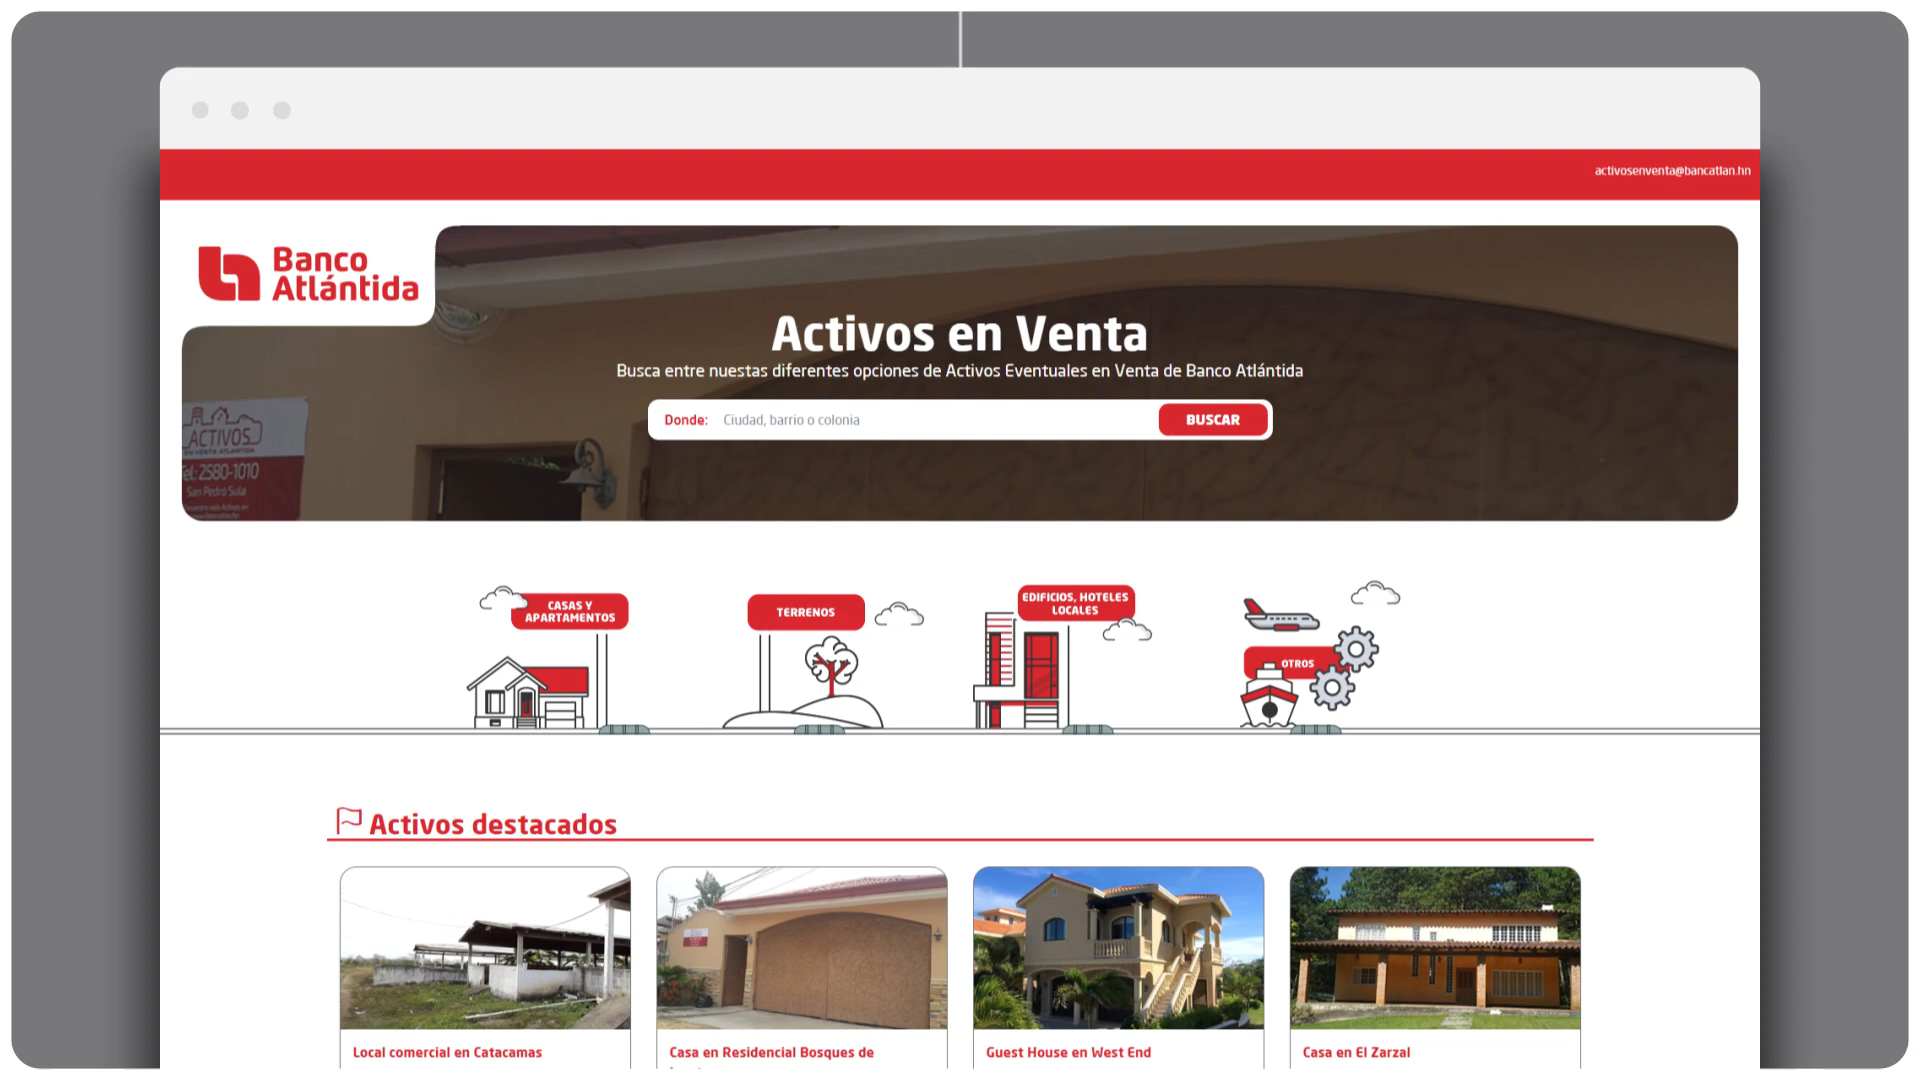 activosenventa@bancatlan.hn
Banco
Atlántida
Activos en Venta
Busca entre nuestas diferentes opciones de Activos Eventuales en Venta de Banco Atlántida
Donde: Ciudad, barrio o colonia BUSCAR
ACTIVOS
EN VENTA ATLANTIDA
Tel.: 2580-1010
San Pedro Sula
CASAS Y
APARTAMENTOS
TERRENOS
EDIFICIOS, HOTELES
LOCALES
OTROS
Activos destacados
Local comercial en Catacamas
Casa en Residencial Bosques de
Guest House en West End
Casa en El Zarzal